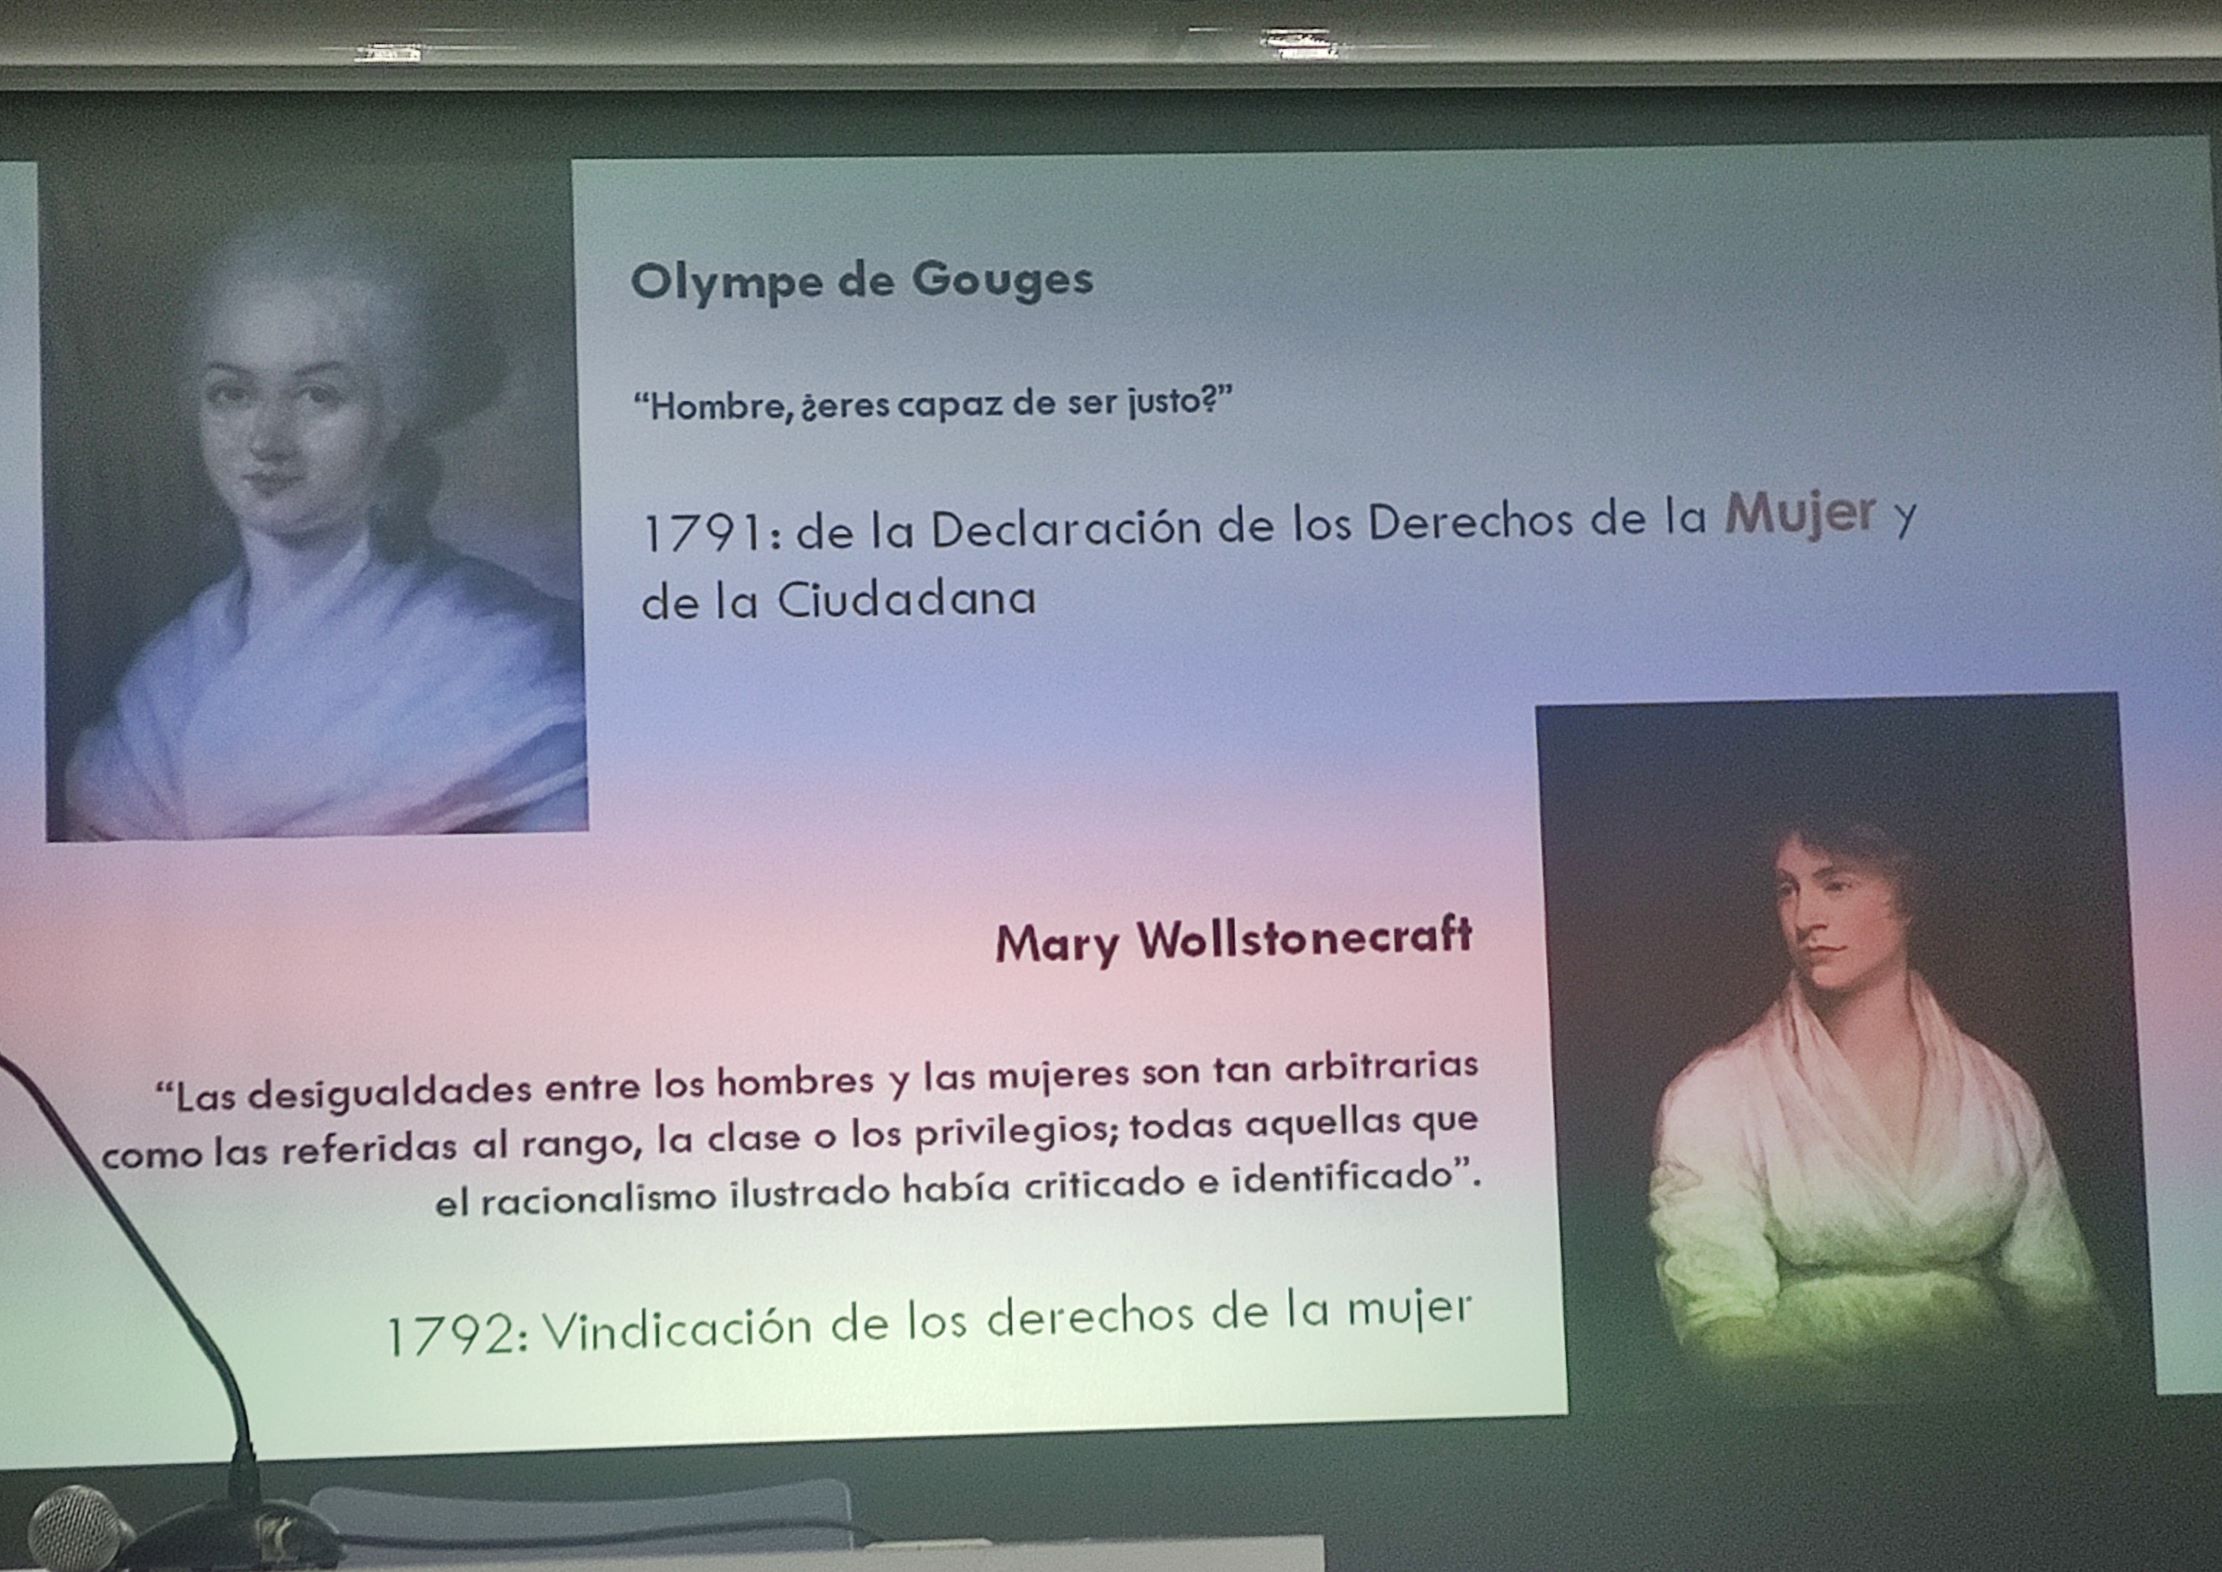 Olympe de Gouges
“Hombre, ¿eres capaz de ser justo?”
1791: de la Declaración de los Derechos de la Mujer y
de la Ciudadana
Mary Wollstonecraft
“Las desigualdades entre los hombres y las mujeres son tan arbitrarias
como las referidas al rango, la clase o los privilegios; todas aquellas que
el racionalismo ilustrado había criticado e identificado”.
1792: Vindicación de los derechos de la mujer